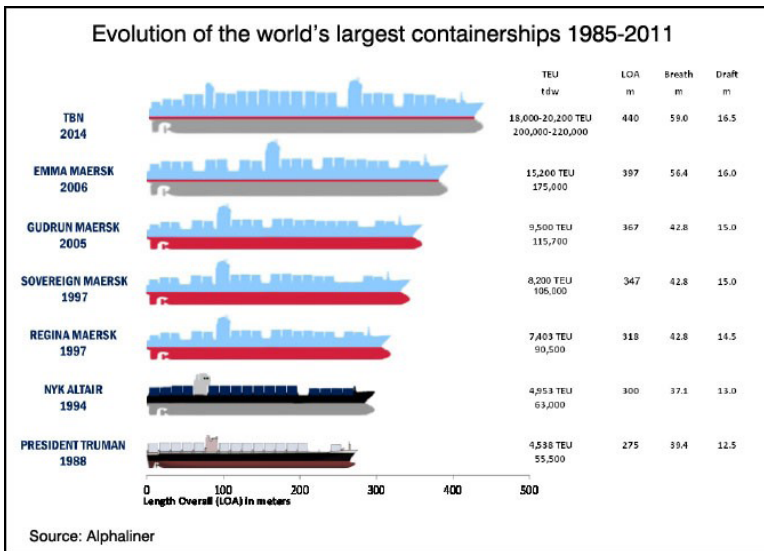 Evolution of the world's largest containerships 1985-2011
TEU LOA Breath Draft
tdw m m m
TBN
2014
18,000-20,200 TEU 440 59.0 16.5
200,000-220,000
EMMA MAERSK
2006
15,200 TEU 397 56.4 16.0
175,000
GUDRUN MAERSK
2005
9,500 TEU 367 42.8 15.0
115,700
SOVEREIGN MAERSK
1997
8,200 TEU 347 42.8 15.0
105,000
REGINA MAERSK
1997
7,403 TEU 318 42.8 14.5
90,500
NYK ALTAIR
1994
4,953 TEU 300 37.1 13.0
63,000
PRESIDENT TRUMAN
1988
4,538 TEU 275 39.4 12.5
55,500
0 100 200 300 400 500
Length Overall (LOA) in meters
Source: Alphaliner